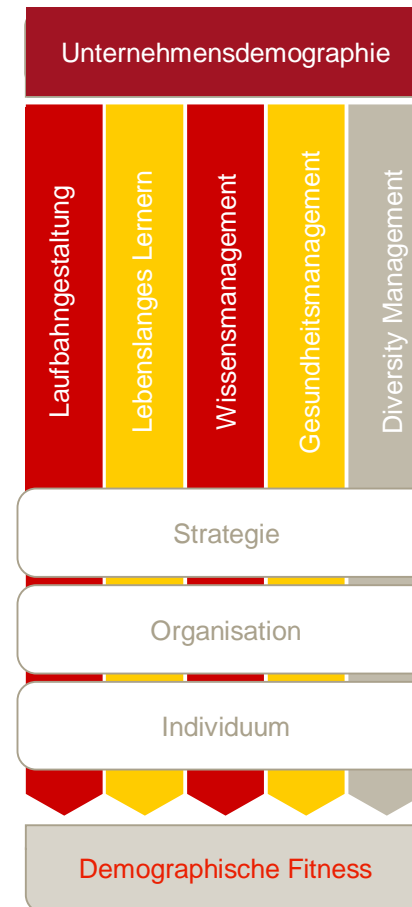 Unternehmensdemographie
Laufbahngestaltung
Lebenslanges Lernern
Wissensmanagement
Gesundheitsmanagement
Diversity Management
Strategie
Organisation
Individuum
Demographische Fitness